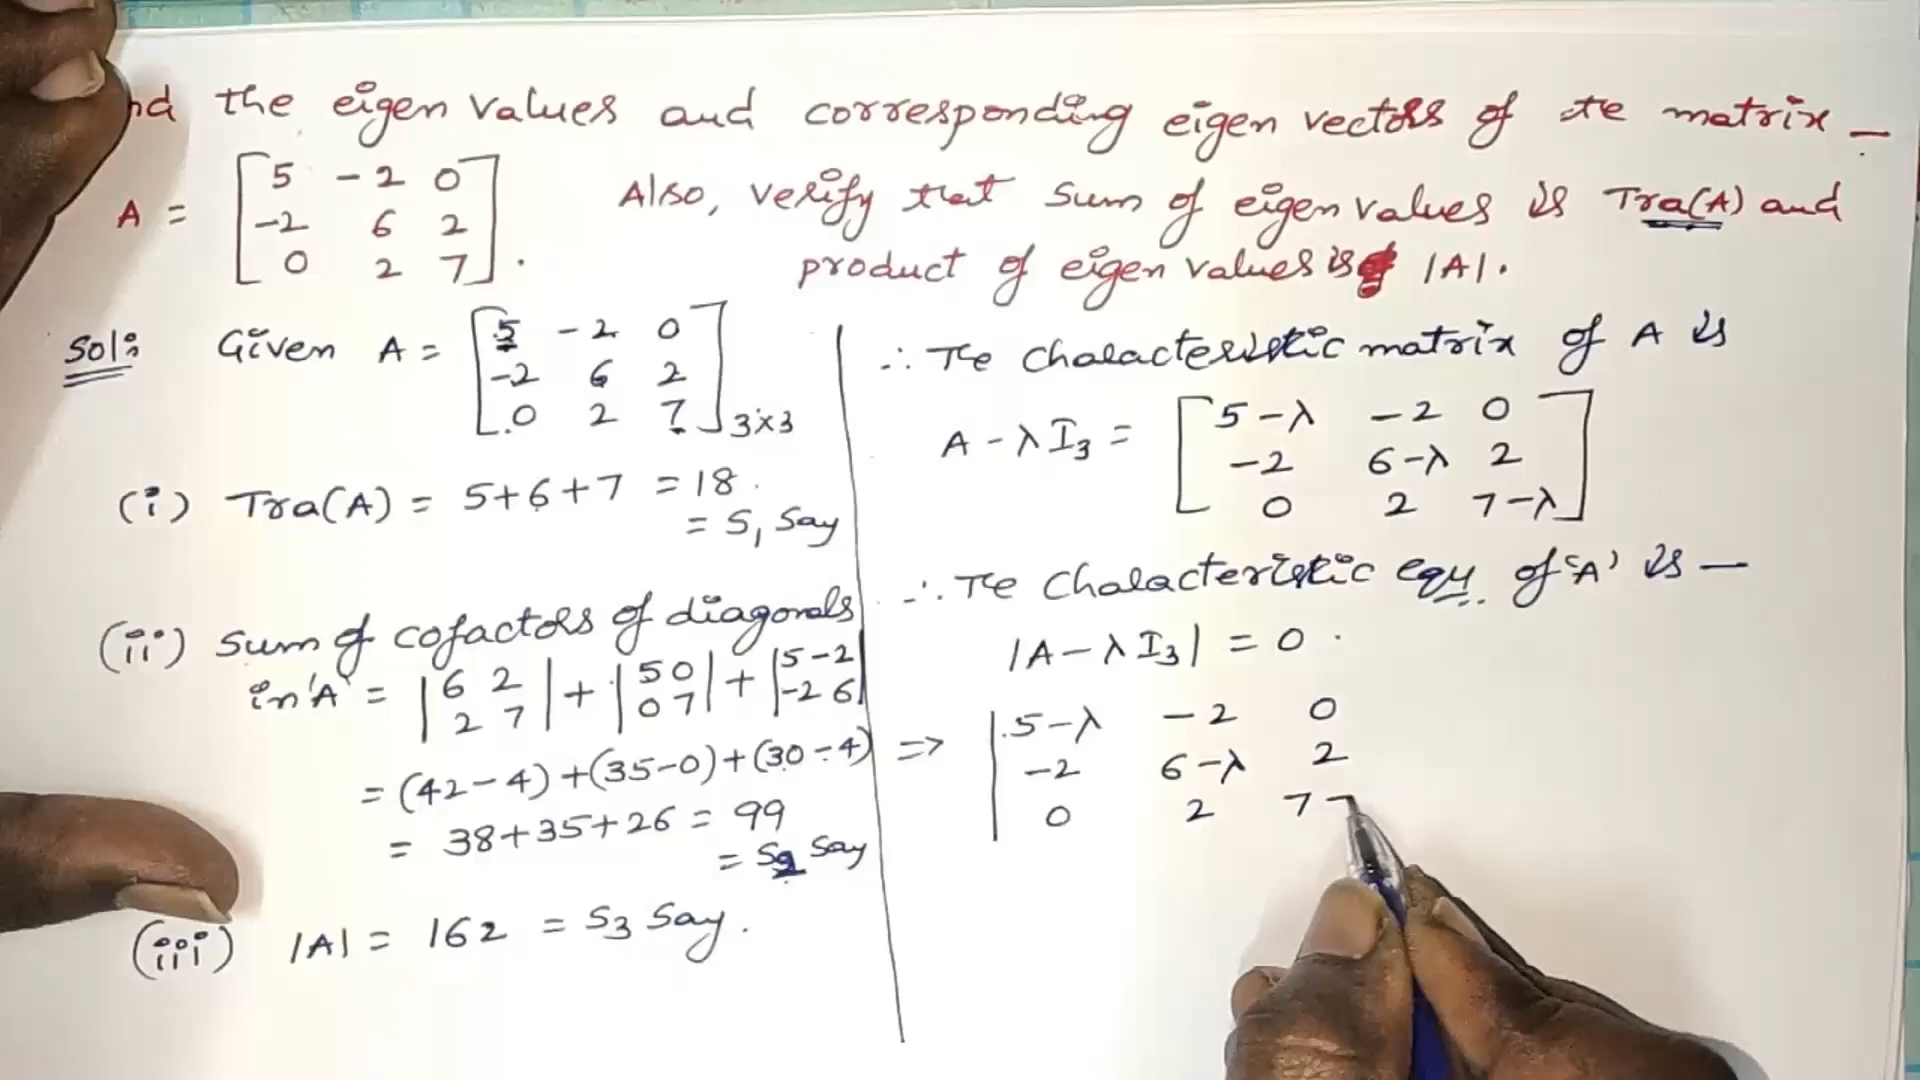 nd the eigen values and corresponding eigen vectors of te matrix -
A = [5 -2 0
-2 6 2
0 2 7].
Also, verify that sum of eigen values is Tra(A) and
product of eigen values is |A|.
Sol:
Given A = [5 -2 0
-2 6 2
0 2 7]3×3
(i) Tra(A) = 5+6+7 = 18.
= S1 Say
(ii) Sum of cofactors of diagonals
in 'A' = |6 2
2 7| + |5 0
0 7| + |5 -2
-2 6|
= (42-4)+(35-0)+(30-4)
= 38+35+26 = 99
= S2 Say
(iii) |A| = 162 = S3 Say.
∴ Te Characteristic matrix of A is
A - λI3 = [5-λ -2 0
-2 6-λ 2
0 2 7-λ]
∴ Te Characteristic equ. of 'A' is —
|A-λI3| = 0.
=> |5-λ -2 0
-2 6-λ 2
0 2 7-